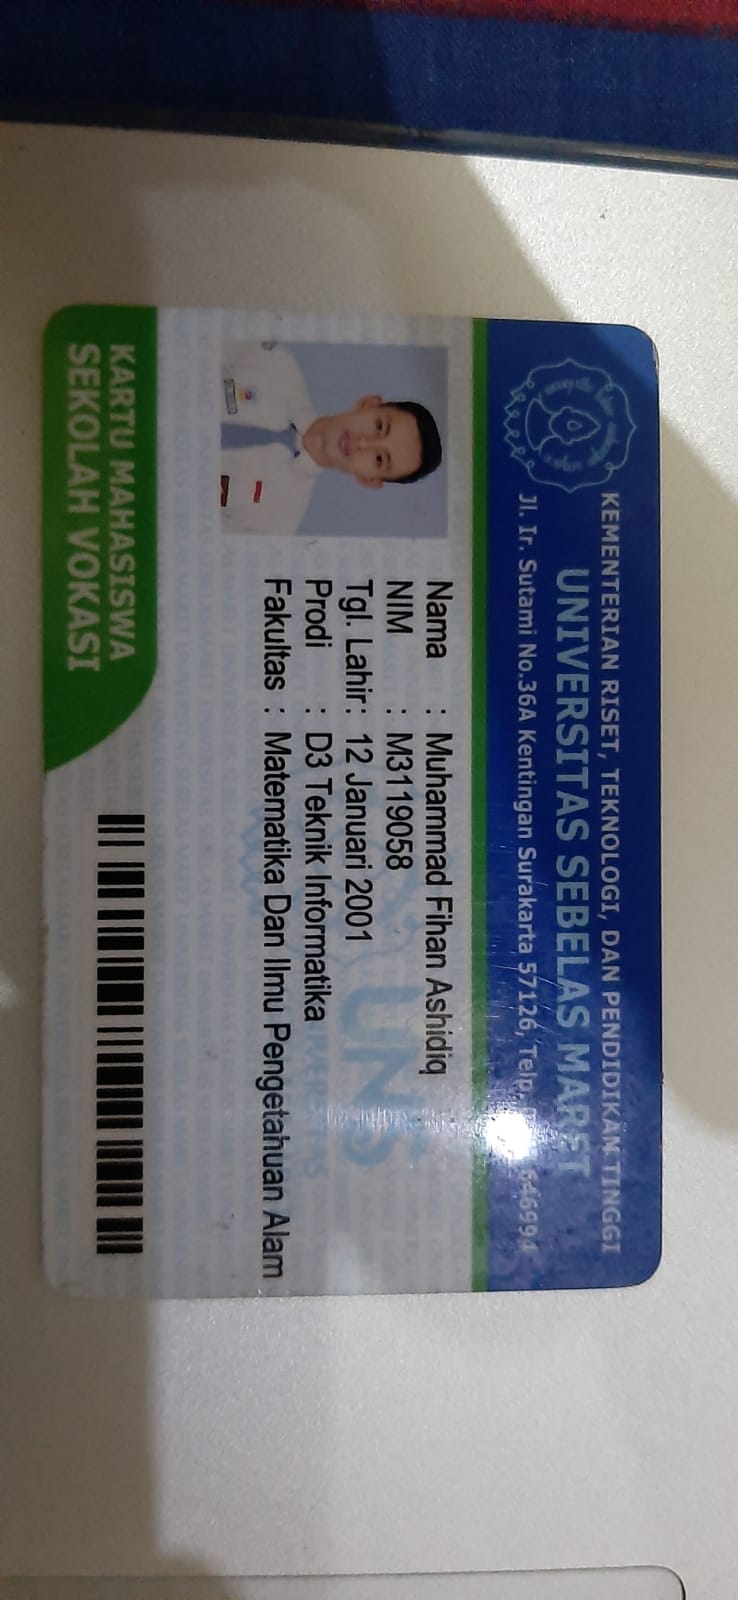 KEMENTERIAN RISET, TEKNOLOGI, DAN PENDIDIKAN TINGGI
UNIVERSITAS SEBELAS MARET
Jl. Ir. Sutami No.36A Kentingan Surakarta 57126, Telp. 646994
Nama : Muhammad Fihan Ashidiq
NIM : M3119058
Tgl. Lahir : 12 Januari 2001
Prodi : D3 Teknik Informatika
Fakultas : Matematika Dan Ilmu Pengetahuan Alam
UNS
UNIVERSITAS
KARTU MAHASISWA
SEKOLAH VOKASI